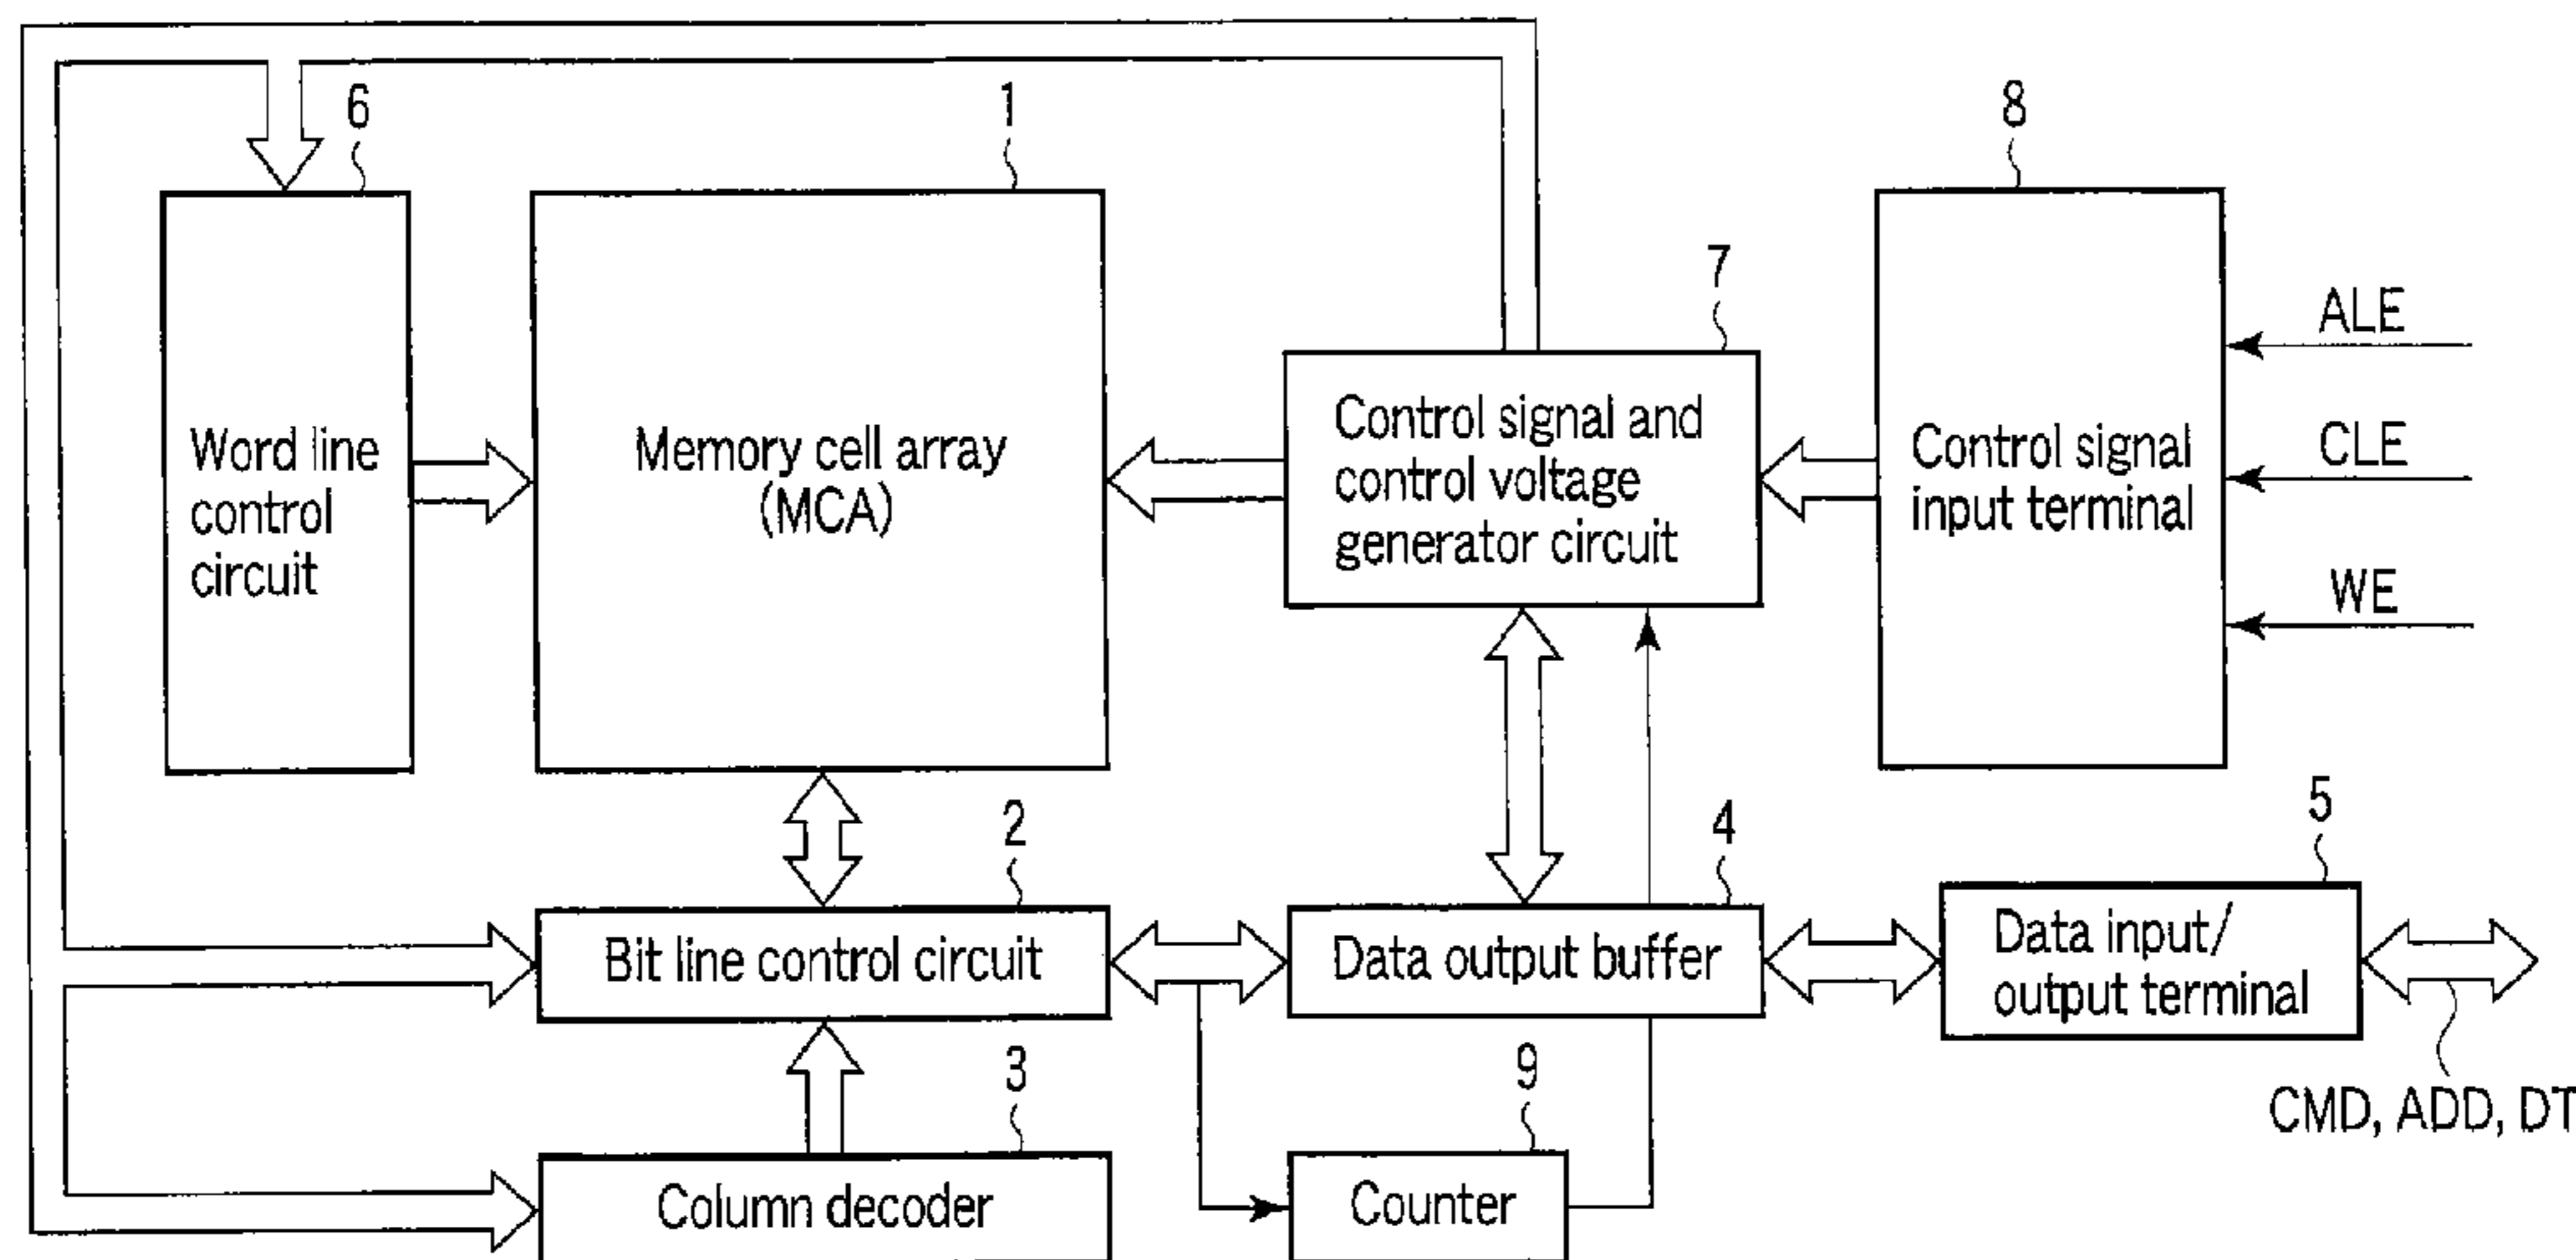 6
1
8
7
ALE
CLE
WE
Word line
control
circuit
Memory cell array
(MCA)
Control signal and
control voltage
generator circuit
Control signal
input terminal
2
4
5
Bit line control circuit
Data output buffer
Data input/
output terminal
3
9
CMD, ADD, DT
Column decoder
Counter